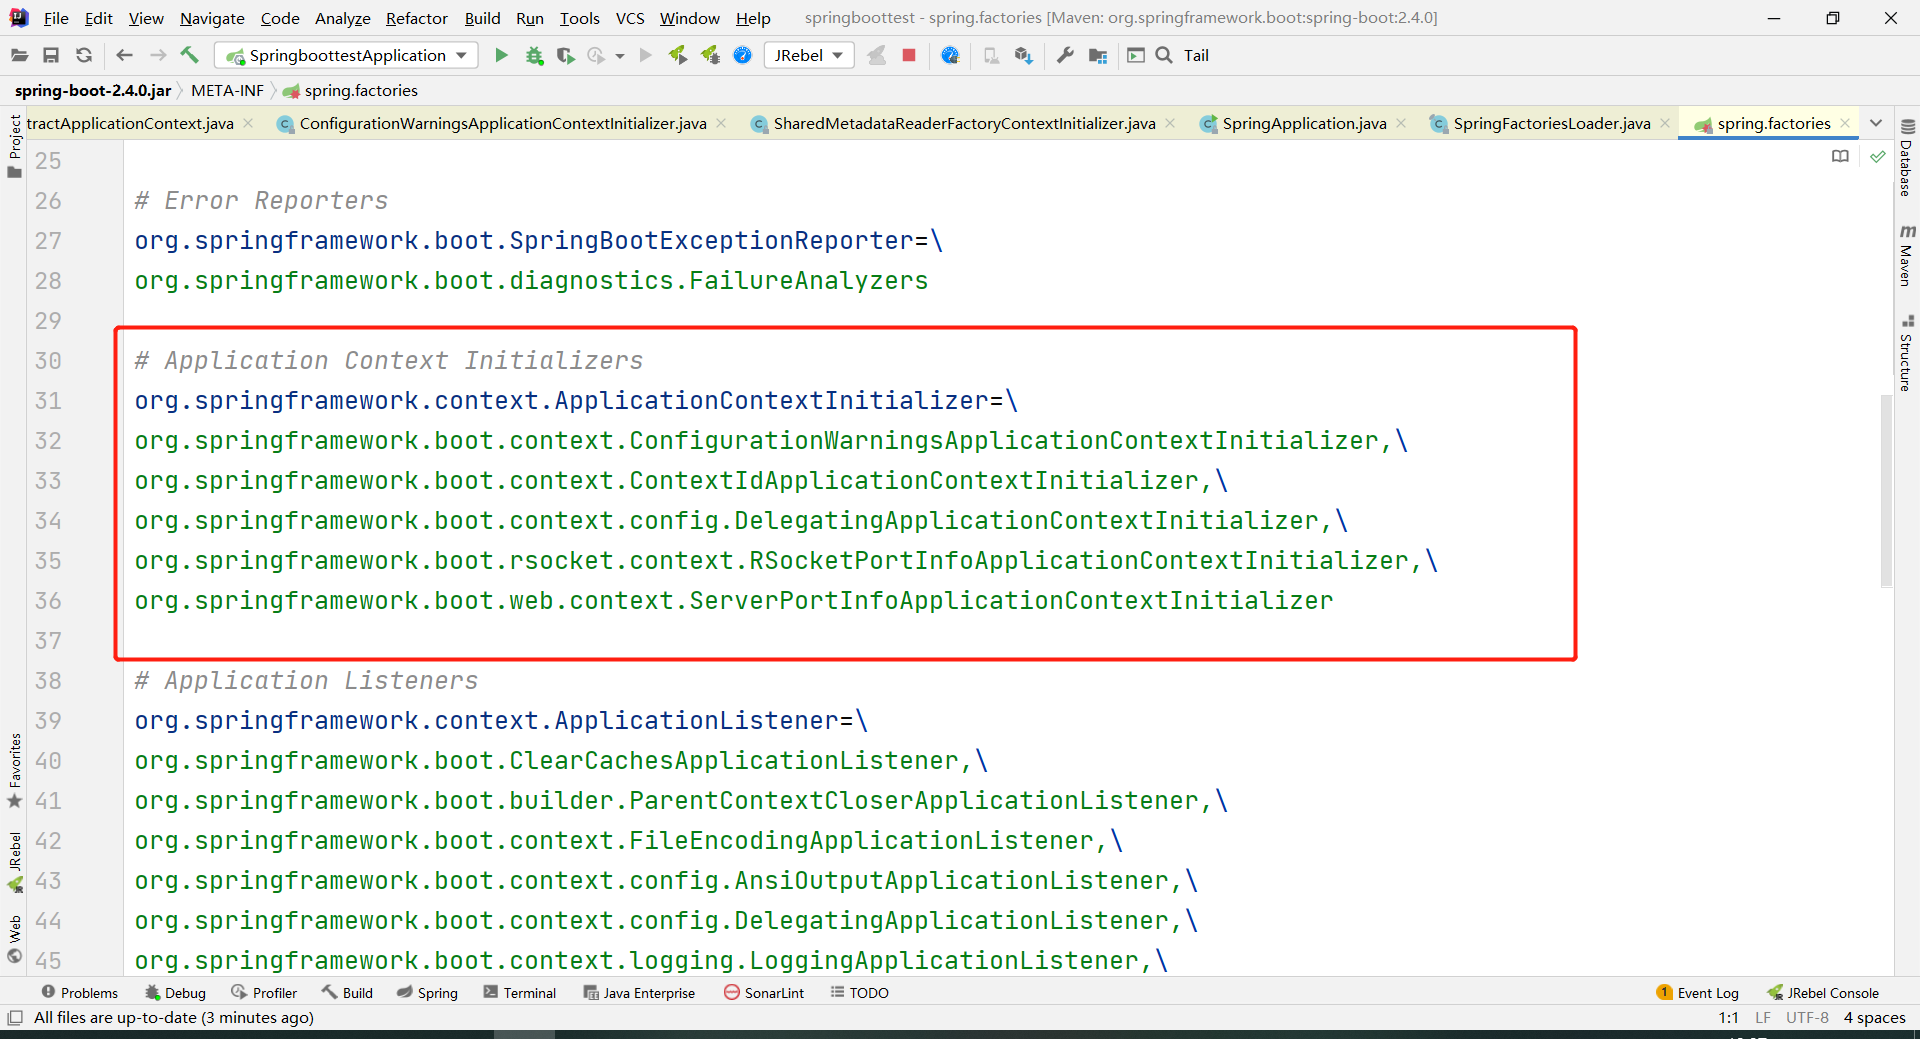 File Edit View Navigate Code Analyze Refactor Build Run Tools VCS Window Help springboottest - spring.factories [Maven: org.springframework.boot:spring-boot:2.4.0]
SpringboottestApplication JRebel Tail
spring-boot-2.4.0.jar META-INF spring.factories
tractApplicationContext.java ConfigurationWarningsApplicationContextInitializer.java SharedMetadataReaderFactoryContextInitializer.java SpringApplication.java SpringFactoriesLoader.java spring.factories
Project
Favorites
JRebel
Web
25
26 # Error Reporters
27 org.springframework.boot.SpringBootExceptionReporter=\
28 org.springframework.boot.diagnostics.FailureAnalyzers
29
30 # Application Context Initializers
31 org.springframework.context.ApplicationContextInitializer=\
32 org.springframework.boot.context.ConfigurationWarningsApplicationContextInitializer,\
33 org.springframework.boot.context.ContextIdApplicationContextInitializer,\
34 org.springframework.boot.context.config.DelegatingApplicationContextInitializer,\
35 org.springframework.boot.rsocket.context.RSocketPortInfoApplicationContextInitializer,\
36 org.springframework.boot.web.context.ServerPortInfoApplicationContextInitializer
37
38 # Application Listeners
39 org.springframework.context.ApplicationListener=\
40 org.springframework.boot.ClearCachesApplicationListener,\
41 org.springframework.boot.builder.ParentContextCloserApplicationListener,\
42 org.springframework.boot.context.FileEncodingApplicationListener,\
43 org.springframework.boot.context.config.AnsiOutputApplicationListener,\
44 org.springframework.boot.context.config.DelegatingApplicationListener,\
45 org.springframework.boot.context.logging.LoggingApplicationListener,\
Database
m Maven
Structure
Problems Debug Profiler Build Spring Terminal Java Enterprise SonarLint TODO 1 Event Log JRebel Console
All files are up-to-date (3 minutes ago) 1:1 LF UTF-8 4 spaces